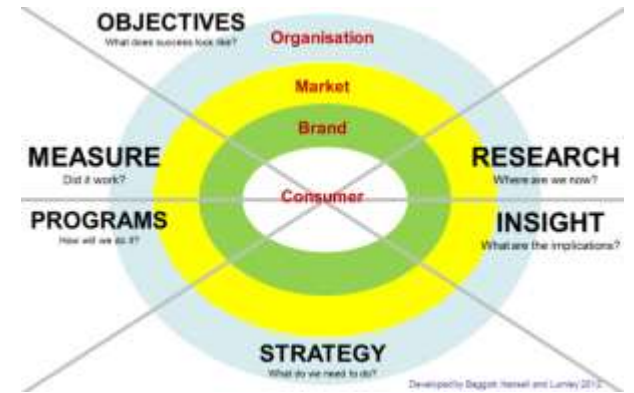 OBJECTIVES
What does success look like?
Organisation
Market
Brand
MEASURE
Did it work?
RESEARCH
Where are we now?
Consumer
PROGRAMS
How will we do it?
INSIGHT
What are the implications?
STRATEGY
What do we need to do?
Developed by Baggott Hansell and Lumley 2010